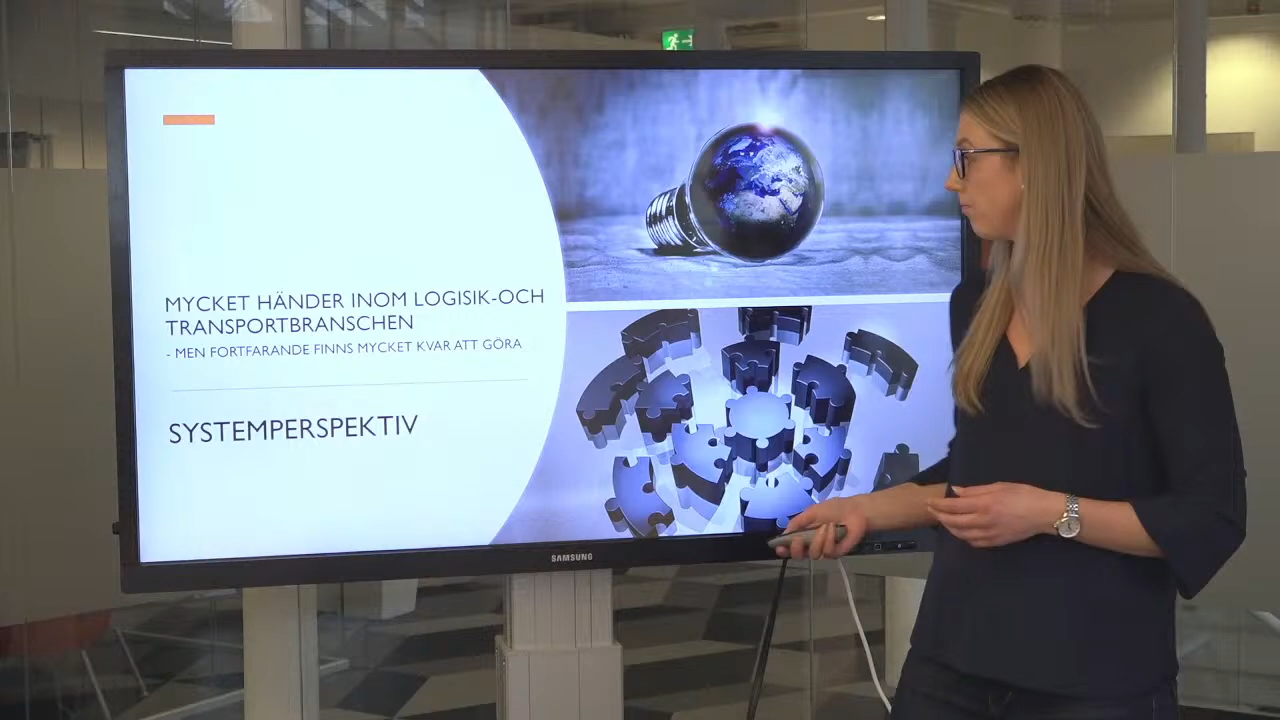 MYCKET HÄNDER INOM LOGISIK-OCH
TRANSPORTBRANSCHEN
- MEN FORTFARANDE FINNS MYCKET KVAR ATT GÖRA
SYSTEMPERSPEKTIV
SAMSUNG